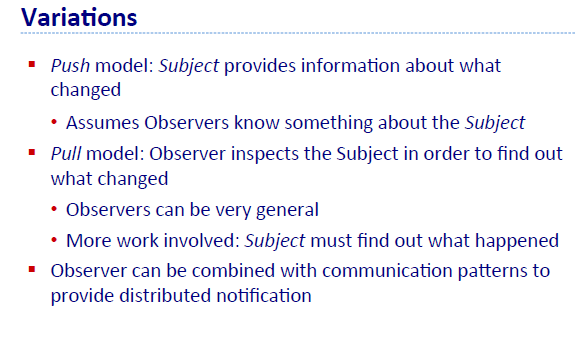 Variations
Push model: Subject provides information about what
changed
• Assumes Observers know something about the Subject
Pull model: Observer inspects the Subject in order to find out
what changed
• Observers can be very general
• More work involved: Subject must find out what happened
Observer can be combined with communication patterns to
provide distributed notification